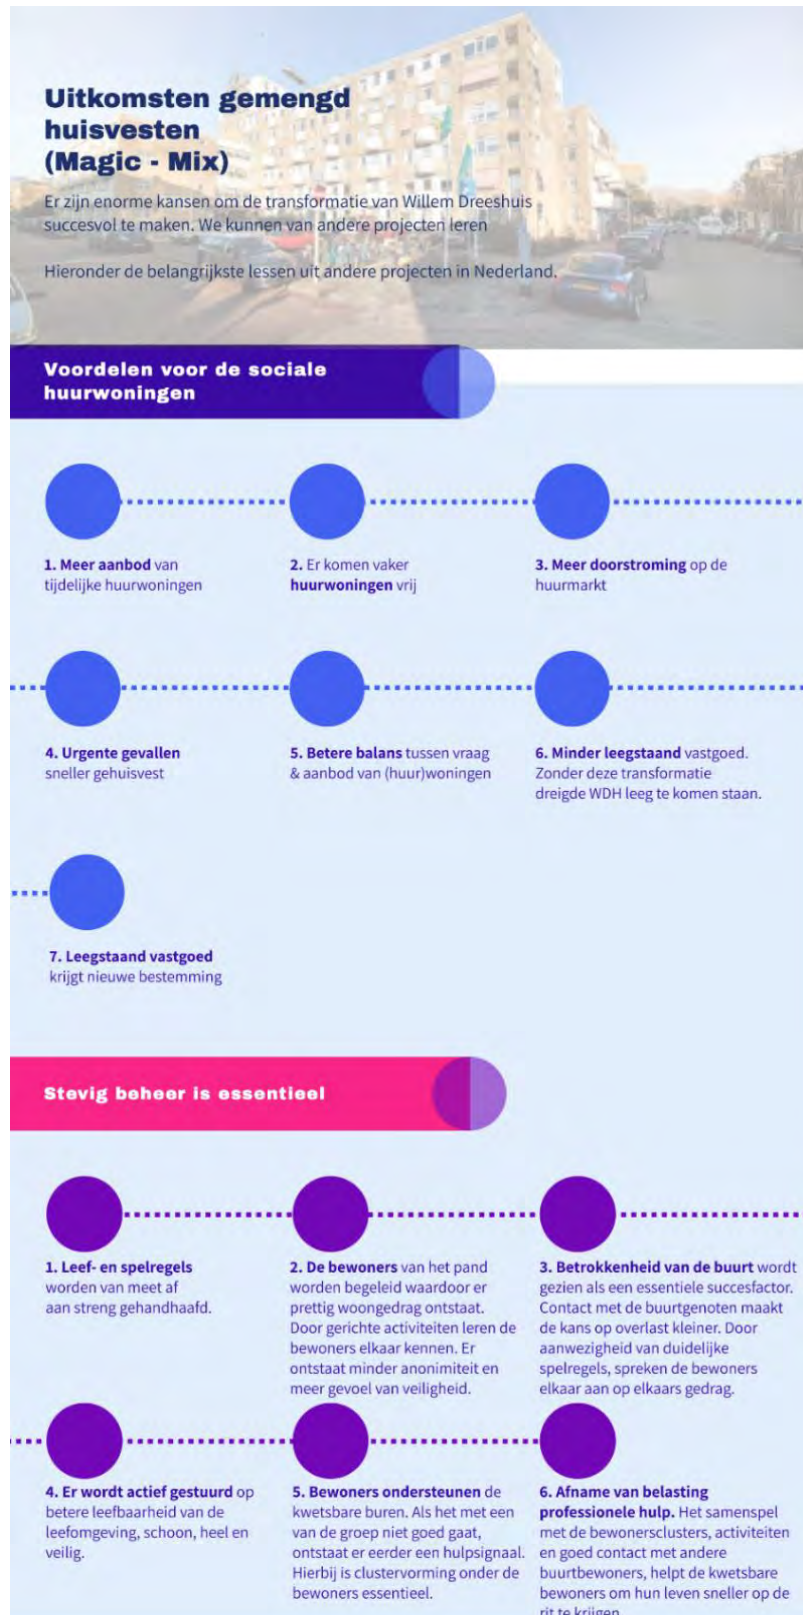 Uitkomsten gemengd
huisvesten
(Magic - Mix)
Er zijn enorme kansen om de transformatie van Willem Dreeshuis
succesvol te maken. We kunnen van andere projecten leren
Hieronder de belangrijkste lessen uit andere projecten in Nederland.
Voordelen voor de sociale
huurwoningen
1. Meer aanbod van
tijdelijke huurwoningen
2. Er komen vaker
huurwoningen vrij
3. Meer doorstroming op de
huurmarkt
4. Urgente gevallen
sneller gehuisvest
5. Betere balans tussen vraag
& aanbod van (huur)woningen
6. Minder leegstaand vastgoed.
Zonder deze transformatie
dreigde WDH leeg te komen staan.
7. Leegstaand vastgoed
krijgt nieuwe bestemming
Stevig beheer is essentieel
1. Leef- en spelregels
worden van meet af
aan streng gehandhaafd.
2. De bewoners van het pand
worden begeleid waardoor er
prettig woongedrag ontstaat.
Door gerichte activiteiten leren de
bewoners elkaar kennen. Er
ontstaat minder anonimiteit en
meer gevoel van veiligheid.
3. Betrokkenheid van de buurt wordt
gezien als een essentiele succesfactor.
Contact met de buurtgenoten maakt
de kans op overlast kleiner. Door
aanwezigheid van duidelijke
spelregels, spreken de bewoners
elkaar aan op elkaars gedrag.
4. Er wordt actief gestuurd op
betere leefbaarheid van de
leefomgeving, schoon, heel en
veilig.
5. Bewoners ondersteunen de
kwetsbare buren. Als het met een
van de groep niet goed gaat,
ontstaat er eerder een hulpsignaal.
Hierbij is clustervorming onder de
bewoners essentieel.
6. Afname van belasting
professionele hulp. Het samenspel
met de bewonersclusters, activiteiten
en goed contact met andere
buurtbewoners, helpt de kwetsbare
bewoners om hun leven sneller op de
rit te krijgen